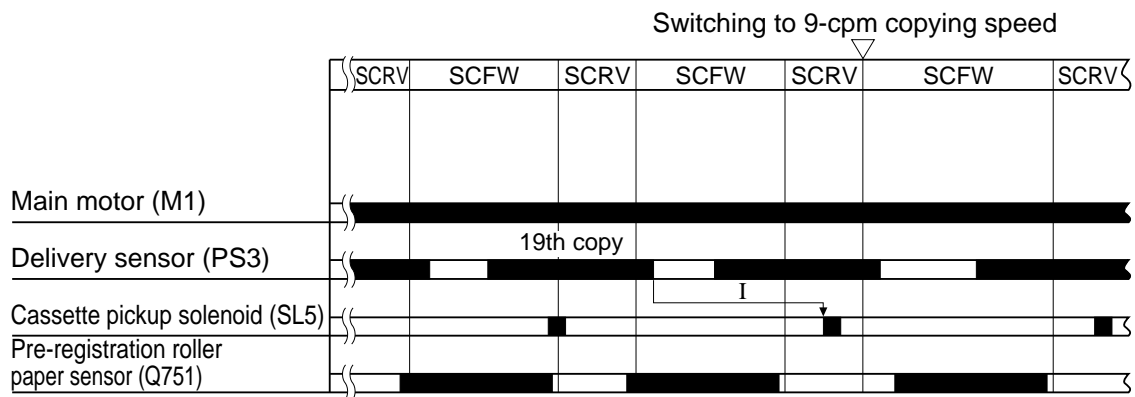 Switching to 9-cpm copying speed
SCRV SCFW SCRV SCFW SCRV SCFW SCRV
Main motor (M1)
19th copy
Delivery sensor (PS3)
I
Cassette pickup solenoid (SL5)
Pre-registration roller
paper sensor (Q751)